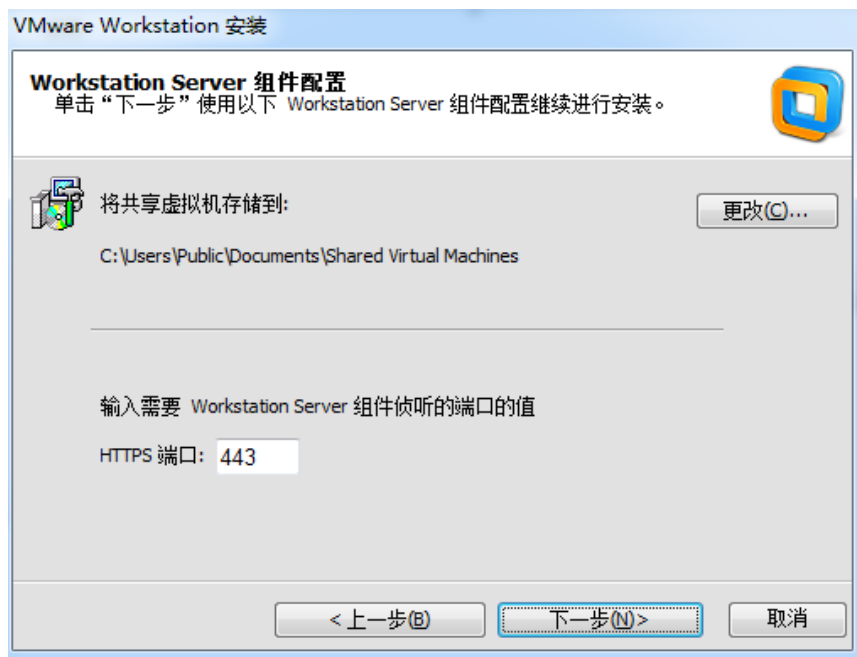 VMware Workstation 安装
Workstation Server 组件配置
单击“下一步”使用以下 Workstation Server 组件配置继续进行安装。
将共享虚拟机存储到:
更改(C)...
C:\Users\Public\Documents\Shared Virtual Machines
输入需要 Workstation Server 组件侦听的端口的值
HTTPS 端口: 443
<上一步(B) 下一步(N)> 取消